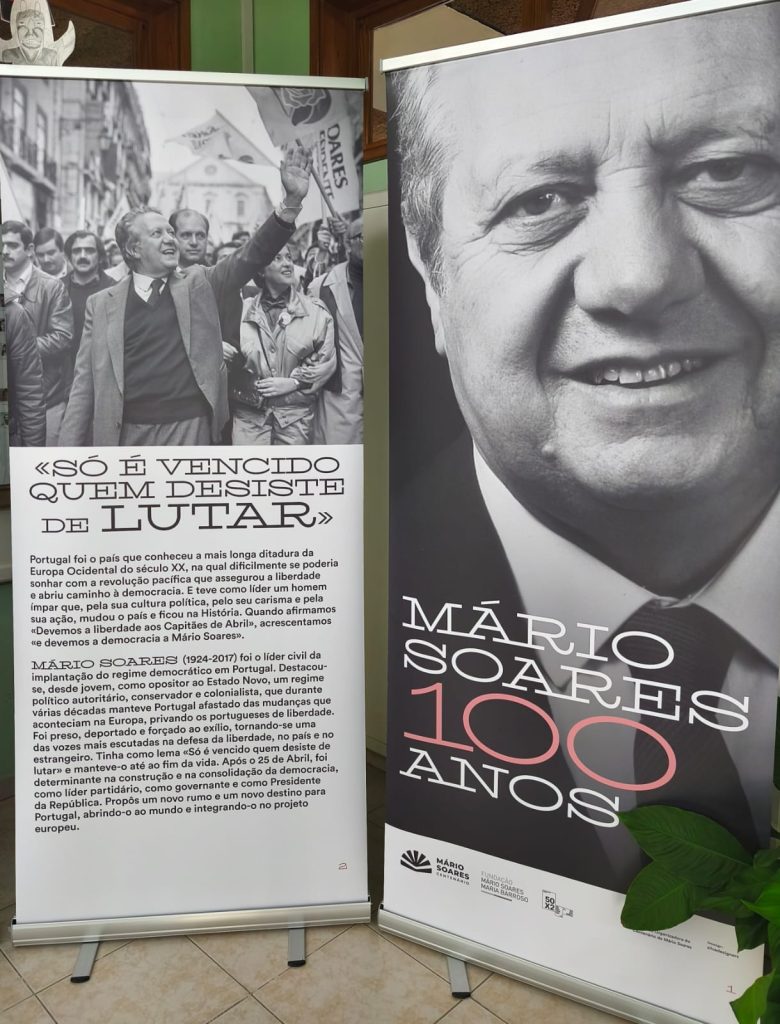 OARES
«SÓ É VENCIDO
QUEM DESISTE
DE LUTAR»
Portugal foi o país que conheceu a mais longa ditadura da
Europa Ocidental do século XX, na qual dificilmente se poderia
sonhar com a revolução pacífica que assegurou a liberdade
e abriu caminho à democracia. E teve como líder um homem
ímpar que, pela sua cultura política, pelo seu carisma e pela
sua ação, mudou o país e ficou na História. Quando afirmamos
«Devemos a liberdade aos Capitães de Abril», acrescentamos
«e devemos a democracia a Mário Soares».
MÁRIO SOARES (1924-2017) foi o líder civil da
implantação do regime democrático em Portugal. Destacou-
se, desde jovem, como opositor ao Estado Novo, um regime
político autoritário, conservador e colonialista, que durante
várias décadas manteve Portugal afastado das mudanças que
aconteciam na Europa, privando os portugueses de liberdade.
Foi preso, deportado e forçado ao exílio, tornando-se uma
das vozes mais escutadas na defesa da liberdade, no país e no
estrangeiro. Tinha como lema «Só é vencido quem desiste de
lutar» e manteve-o até ao fim da vida. Após o 25 de Abril, foi
determinante na construção e na consolidação da democracia,
como líder partidário, como governante e como Presidente
da República. Propôs um novo rumo e um novo destino para
Portugal, abrindo-o ao mundo e integrando-o no projeto
europeu.
2
MÁRIO
SOARES
100
ANOS
MÁRIO
SOARES
CENTENÁRIO
FUNDAÇÃO
MÁRIO SOARES
MARIA BARROSO
50
X2
Centenário de Mário Soares
Design:
1